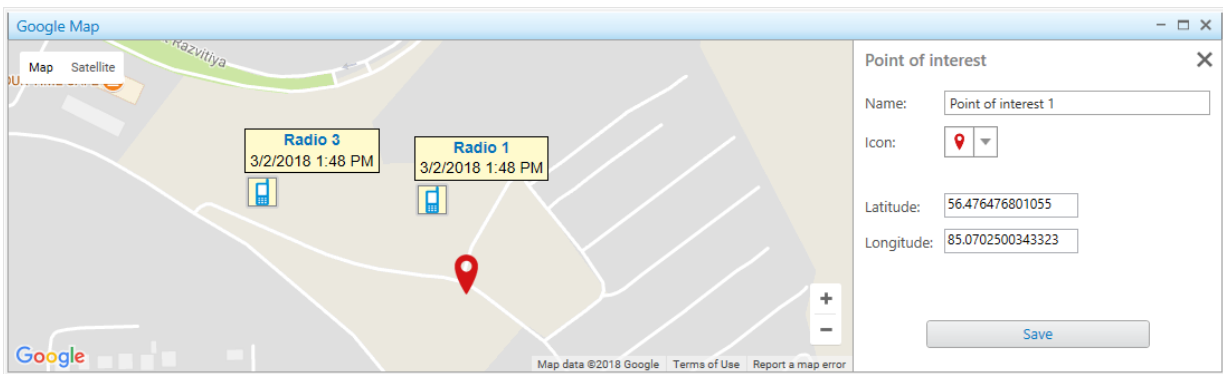 Google Map
Map Satellite
Razvitiya
Radio 3
3/2/2018 1:48 PM
Radio 1
3/2/2018 1:48 PM
+
−
Google
Map data ©2018 Google Terms of Use Report a map error
Point of interest
Name: Point of interest 1
Icon:
Latitude: 56.476476801055
Longitude: 85.0702500343323
Save